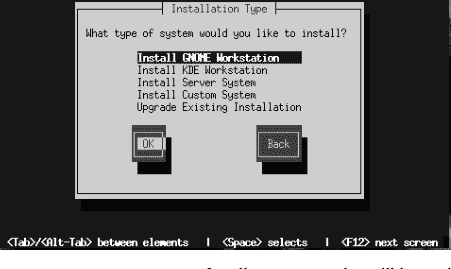 Installation Type
What type of system would you like to install?
Install GNOME Workstation
Install KDE Workstation
Install Server System
Install Custom System
Upgrade Existing Installation
OK Back
<Tab>/<Alt-Tab> between elements | <Space> selects | <F12> next screen